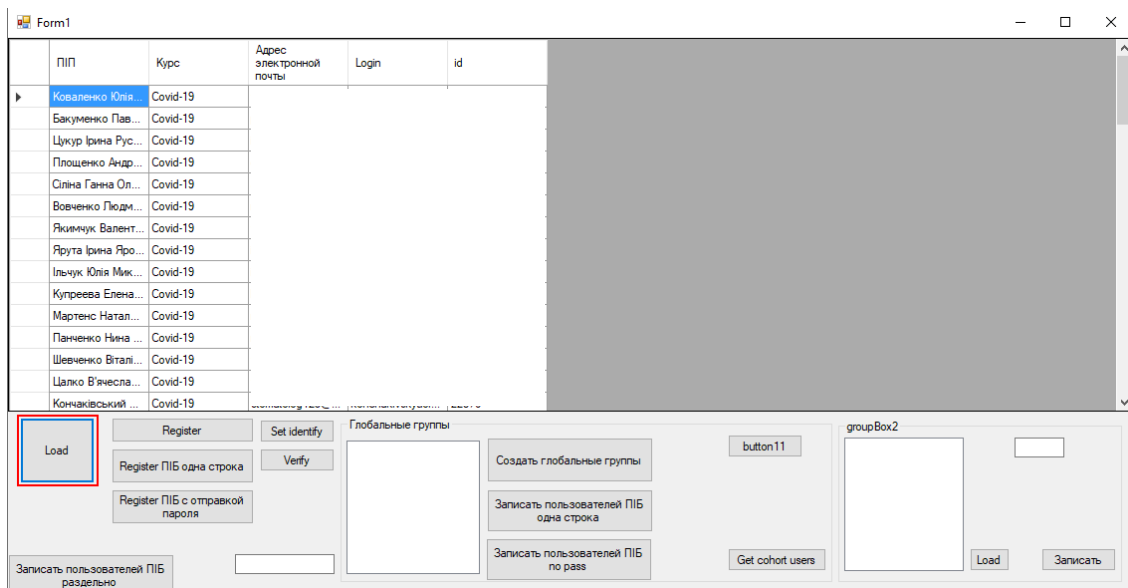 Form1
ПІП Курс Адрес электронной почты Login id
Коваленко Юлія... Covid-19
Бакуменко Пав... Covid-19
Цукур Ірина Рус... Covid-19
Площенко Андр... Covid-19
Сіліна Ганна Ол... Covid-19
Вовченко Людм... Covid-19
Якимчук Валент... Covid-19
Ярута Ірина Яро... Covid-19
Ільчук Юлія Мик... Covid-19
Купреева Елена... Covid-19
Мартенс Натал... Covid-19
Панченко Нина ... Covid-19
Шевченко Віталі... Covid-19
Цапко В'ячесла... Covid-19
Кончаківський ... Covid-19
Load
Register
Set identify
Register ПІБ одна строка
Verify
Register ПІБ с отправкой
пароля
Записать пользователей ПІБ
раздельно
Глобальные группы
Создать глобальные группы
Записать пользователей ПІБ
одна строка
Записать пользователей ПІБ
no pass
button11
Get cohort users
groupBox2
Load
Записать